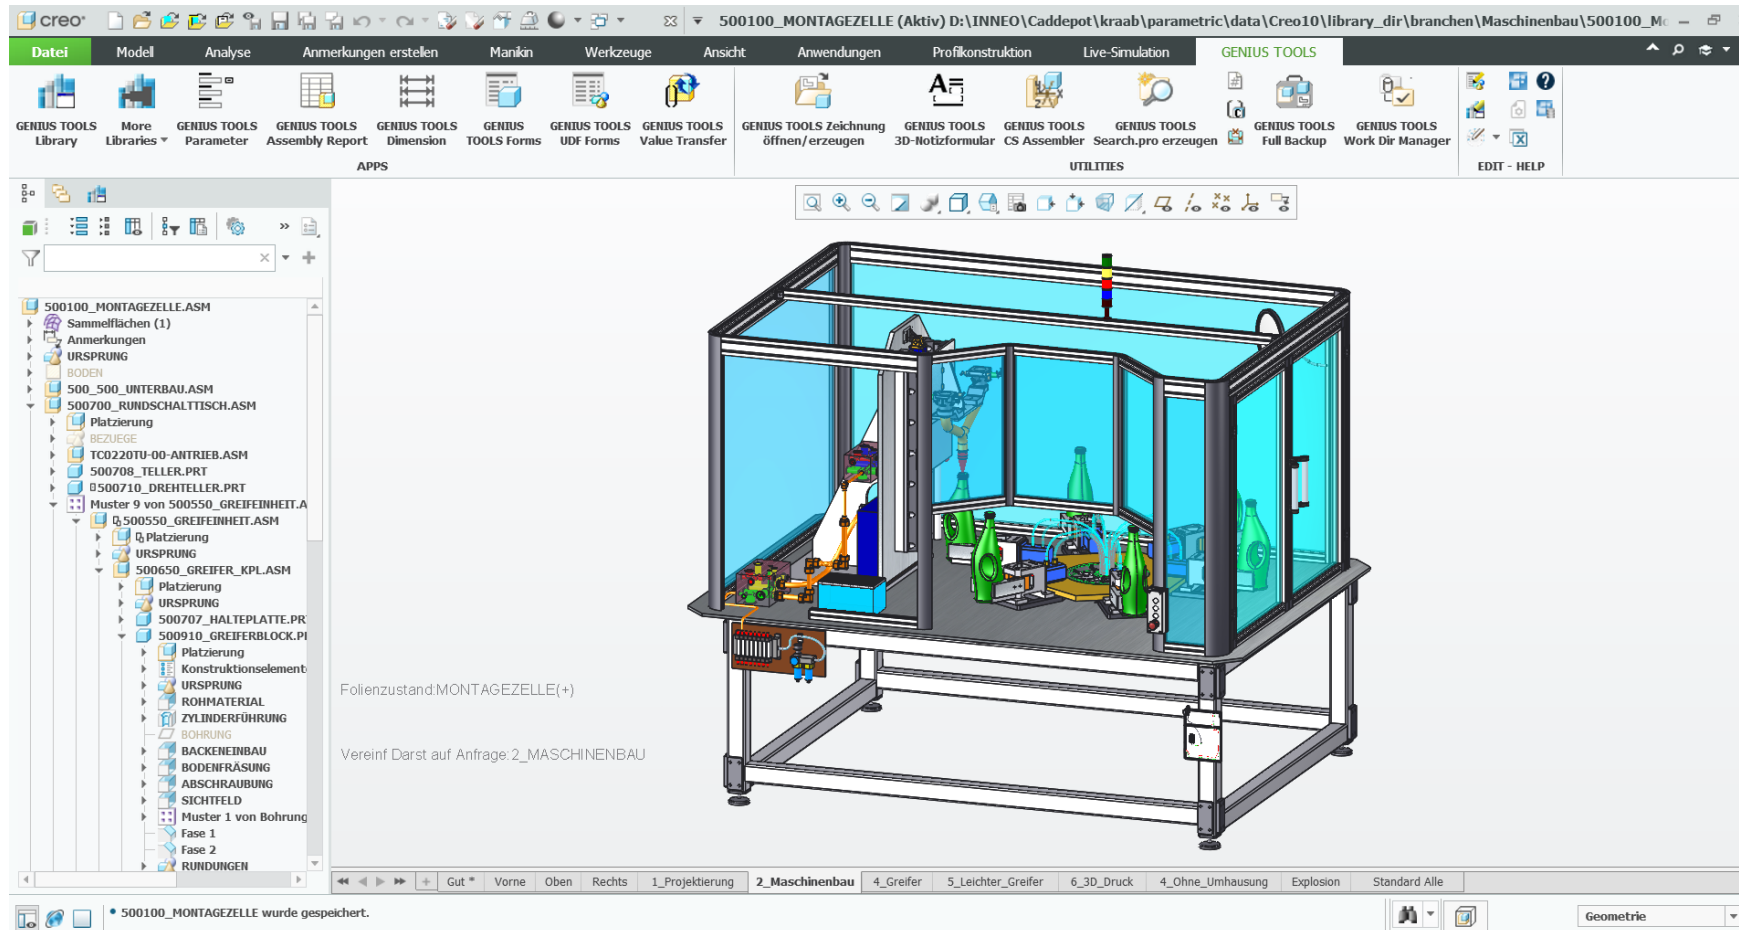 creo®
500100_MONTAGEZELLE (Aktiv) D:\INNEO\Caddepot\kraab\parametric\data\Creo10\library_dir\branchen\Maschinenbau\500100_M
Datei Modell Analyse Anmerkungen erstellen Manikin Werkzeuge Ansicht Anwendungen Profilkonstruktion Live-Simulation GENIUS TOOLS
GENIUS TOOLS Library
More Libraries
GENIUS TOOLS Parameter
GENIUS TOOLS Assembly Report
GENIUS TOOLS Dimension
GENIUS TOOLS Forms
GENIUS TOOLS UDF Forms
GENIUS TOOLS Value Transfer
GENIUS TOOLS Zeichnung öffnen/erzeugen
GENIUS TOOLS 3D-Notizformular
GENIUS TOOLS CS Assembler
GENIUS TOOLS Search.pro erzeugen
GENIUS TOOLS Full Backup
GENIUS TOOLS Work Dir Manager
APPS UTILITIES EDIT - HELP
500100_MONTAGEZELLE.ASM
Sammelflächen (1)
Anmerkungen
URSPRUNG
BODEN
500_500_UNTERBAU.ASM
500700_RUNDSCHALTTISCH.ASM
Platzierung
BEZUEGE
TC0220TU-00-ANTRIEB.ASM
500708_TELLER.PRT
500710_DREHTELLER.PRT
Muster 9 von 500550_GREIFEINHEIT.A
500550_GREIFEINHEIT.ASM
Platzierung
URSPRUNG
500650_GREIFER_KPL.ASM
Platzierung
URSPRUNG
500707_HALTEPLATTE.PR
500910_GREIFERBLOCK.P
Platzierung
Konstruktionselement
URSPRUNG
ROHMATERIAL
ZYLINDERFÜHRUNG
BOHRUNG
BACKENEINBAU
BODENFRÄSUNG
ABSCHRAUBUNG
SICHTFELD
Muster 1 von Bohrung
Fase 1
Fase 2
RUNDUNGEN
Folienzustand:MONTAGEZELLE(+)
Vereinf Darst auf Anfrage:2_MASCHINENBAU
Gut * Vorne Oben Rechts 1_Projektierung 2_Maschinenbau 4_Greifer 5_Leichter_Greifer 6_3D_Druck 4_Ohne_Umhausung Explosion Standard Alle
• 500100_MONTAGEZELLE wurde gespeichert.
Geometrie